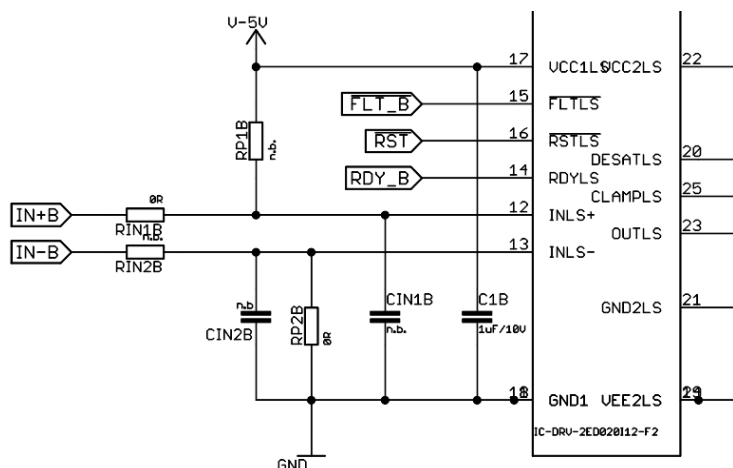 V-5V
17 VCC1LS VCC2LS 22
FLT_B 15 FLTLS
RST 16 RSTLS
DESATLS 20
RDY_B 14 RDYLS
CLAMPLS 25
RP1B
n.b.
0R
IN+B 12 INLS+
RIN1B
OUTLS 23
n.b.
IN-B 13 INLS-
RIN2B
n.b
CIN2B
RP2B
0R
CIN1B
n.b.
C1B
1uF/10V
GND2LS 21
GND1 VEE2LS
IC-DRV-2ED020I12-F2
GND